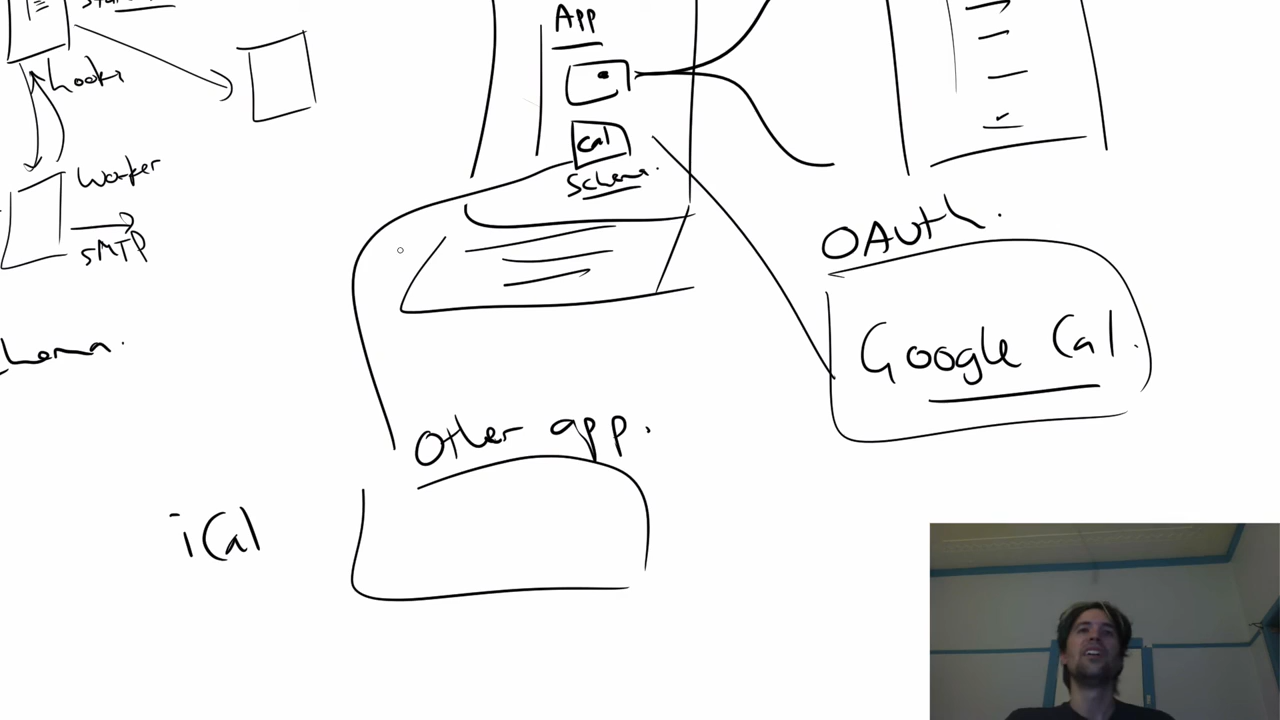 App
hooks
cal
Worker
Schema.
SMTP
OAuth.
Google Cal.
Other app.
iCal